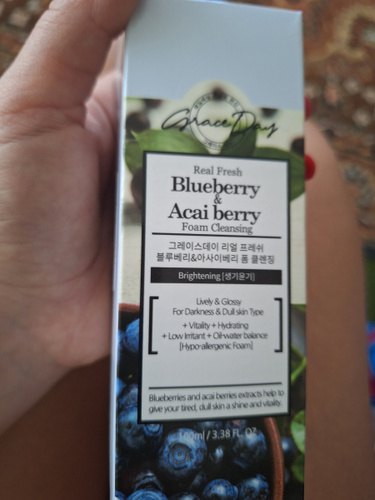 Grace Day
Real Fresh
Blueberry
&
Acai berry
Foam Cleansing
그레이스데이 리얼 프레쉬
블루베리&아사이베리 폼 클렌징
Brightening [생기윤기]
Lively & Glossy
For Darkness & Dull skin Type
+ Vitality + Hydrating
+ Low Irritant + Oil-water balance
[Hypo-allergenic Foam]
Blueberries and acai berries extracts help to
give your tired, dull skin a shine and vitality.
100ml / 3.38 FL. OZ